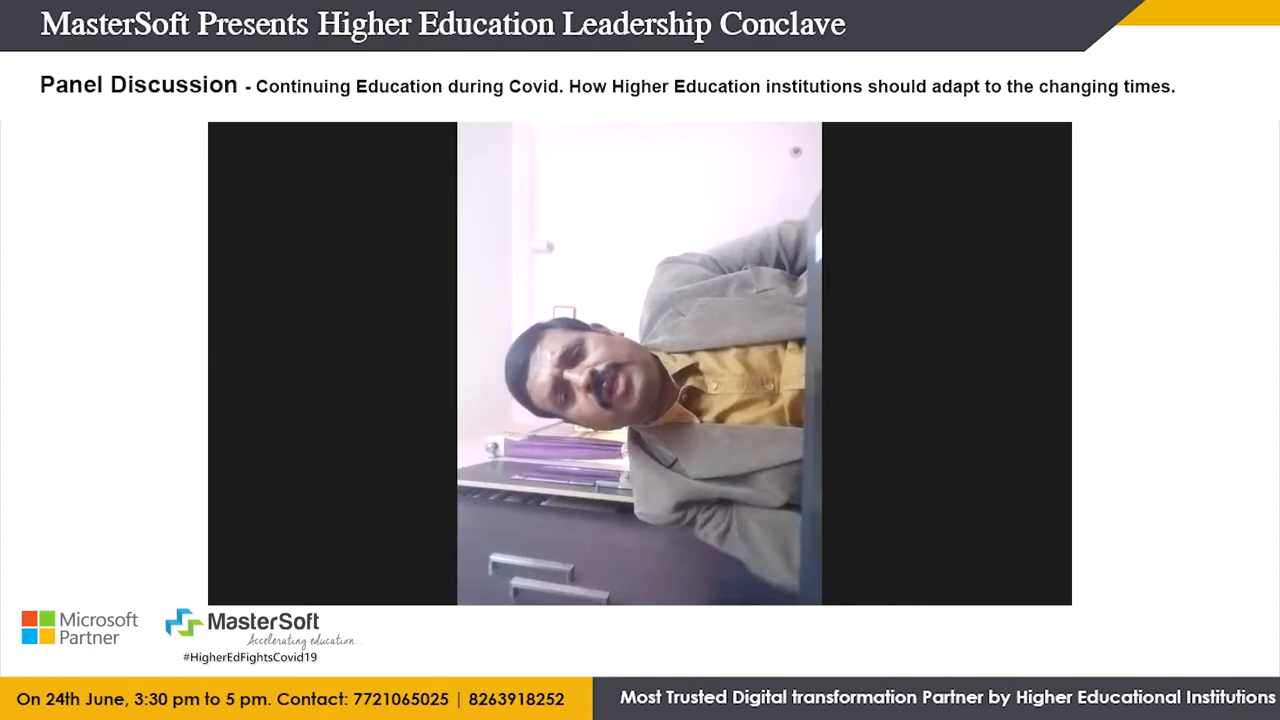 MasterSoft Presents Higher Education Leadership Conclave
Panel Discussion - Continuing Education during Covid. How Higher Education institutions should adapt to the changing times.
Microsoft
Partner
MasterSoft
Accelerating education...
#HigherEdFightsCovid19
On 24th June, 3:30 pm to 5 pm. Contact: 7721065025 | 8263918252
Most Trusted Digital transformation Partner by Higher Educational Institutions